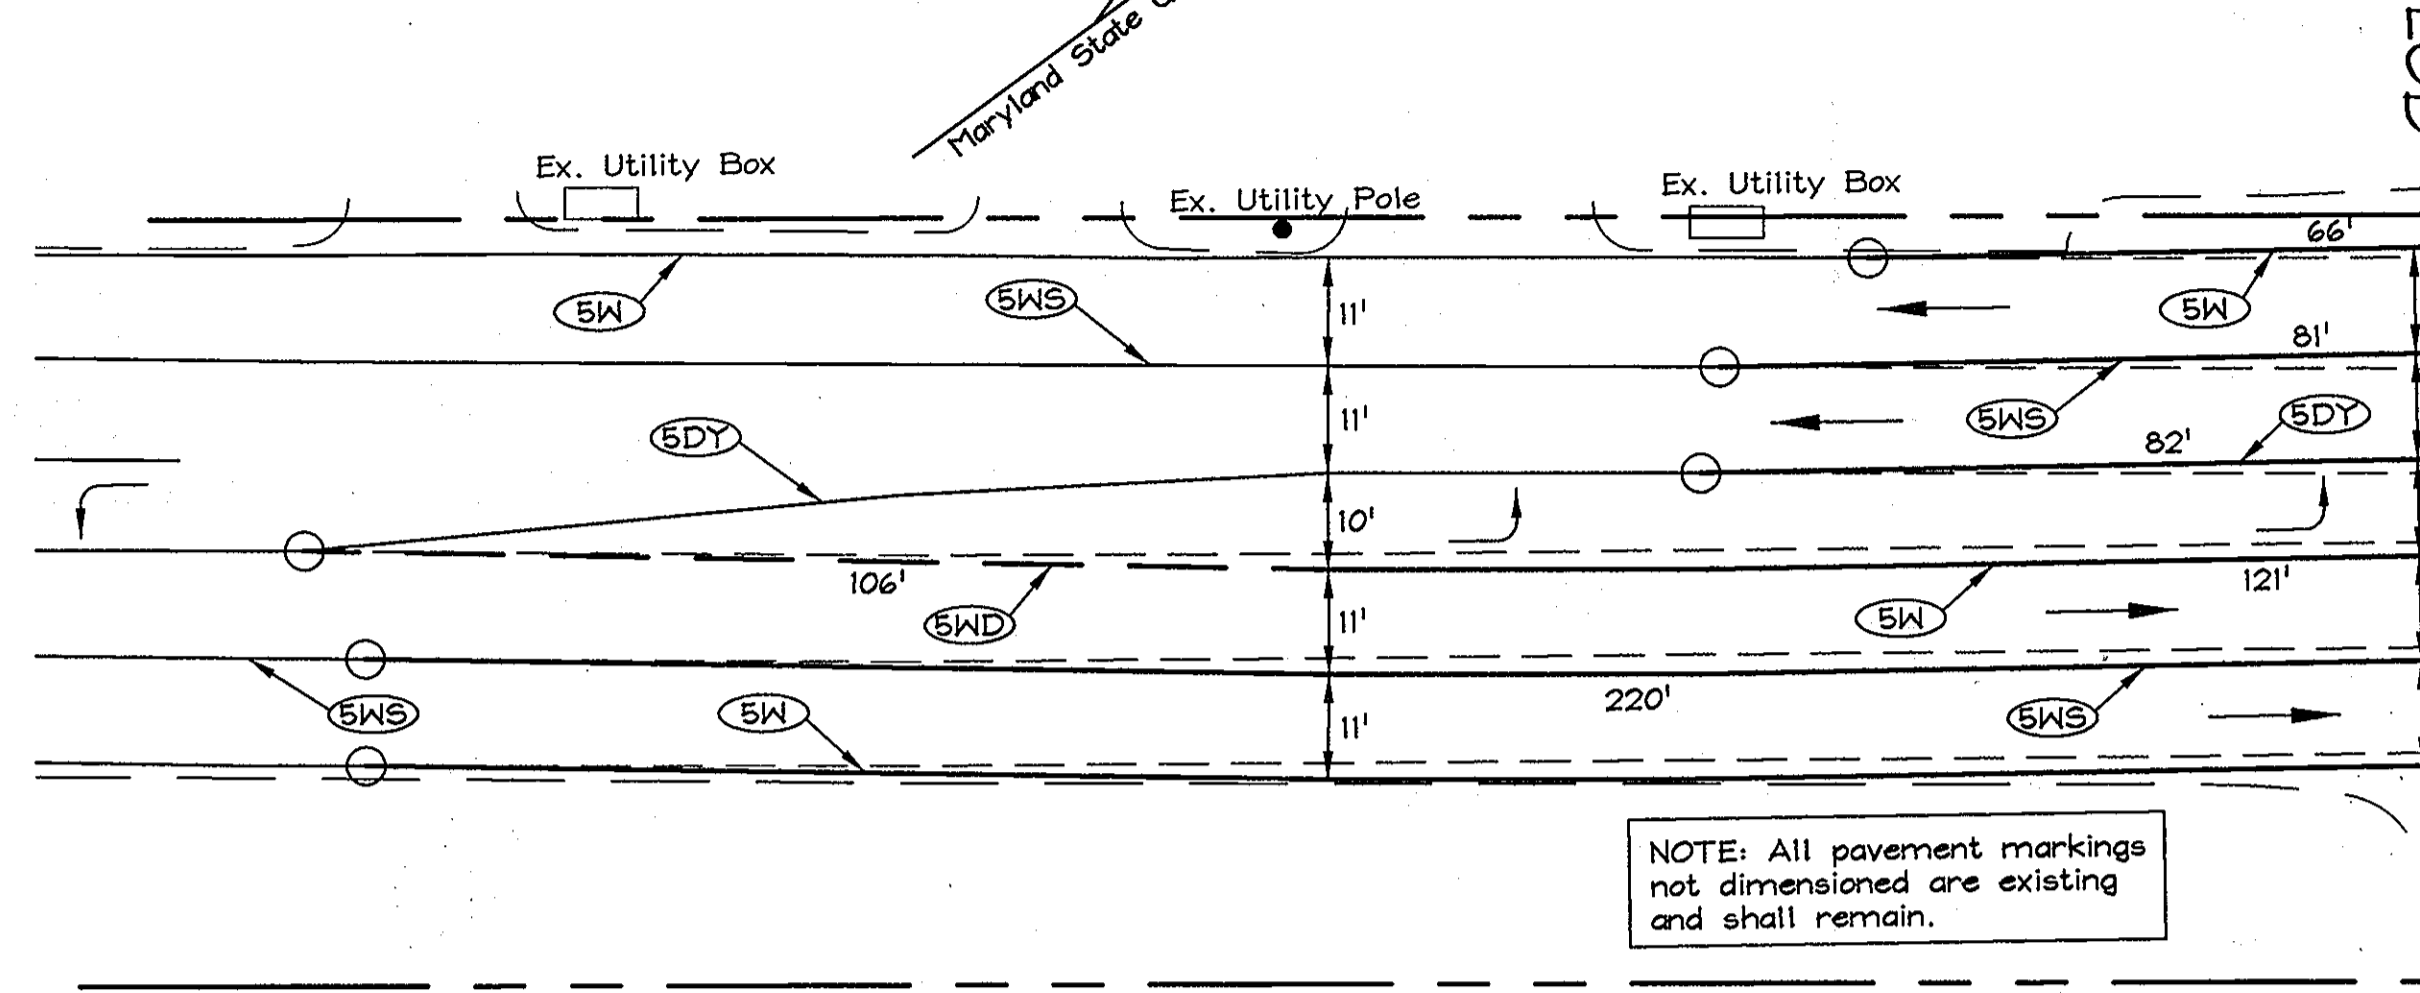 Maryland State
Ex. Utility Box
Ex. Utility Pole
Ex. Utility Box
66'
5W
5WS
11'
5W
81'
5DY
11'
5WS
82'
5DY
10'
106'
121'
5WD
11'
5W
5WS
5W
220'
11'
5WS
NOTE: All pavement markings
not dimensioned are existing
and shall remain.